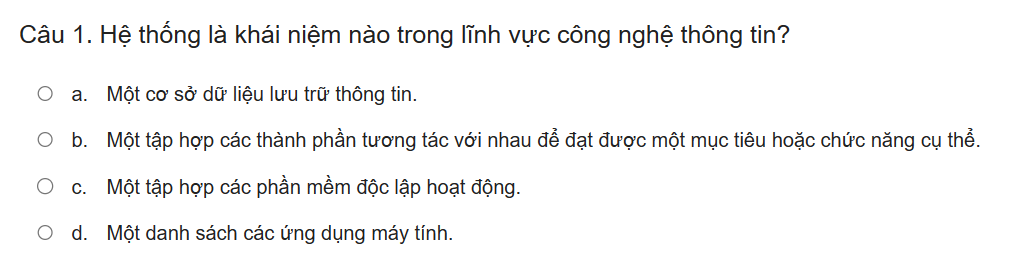 Câu 1. Hệ thống là khái niệm nào trong lĩnh vực công nghệ thông tin?
a. Một cơ sở dữ liệu lưu trữ thông tin.
b. Một tập hợp các thành phần tương tác với nhau để đạt được một mục tiêu hoặc chức năng cụ thể.
c. Một tập hợp các phần mềm độc lập hoạt động.
d. Một danh sách các ứng dụng máy tính.